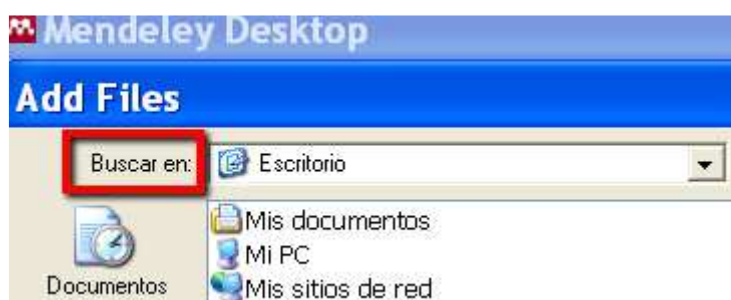 Mendeley Desktop
Add Files
Buscar en: Escritorio
Mis documentos
Mi PC
Documentos
Mis sitios de red